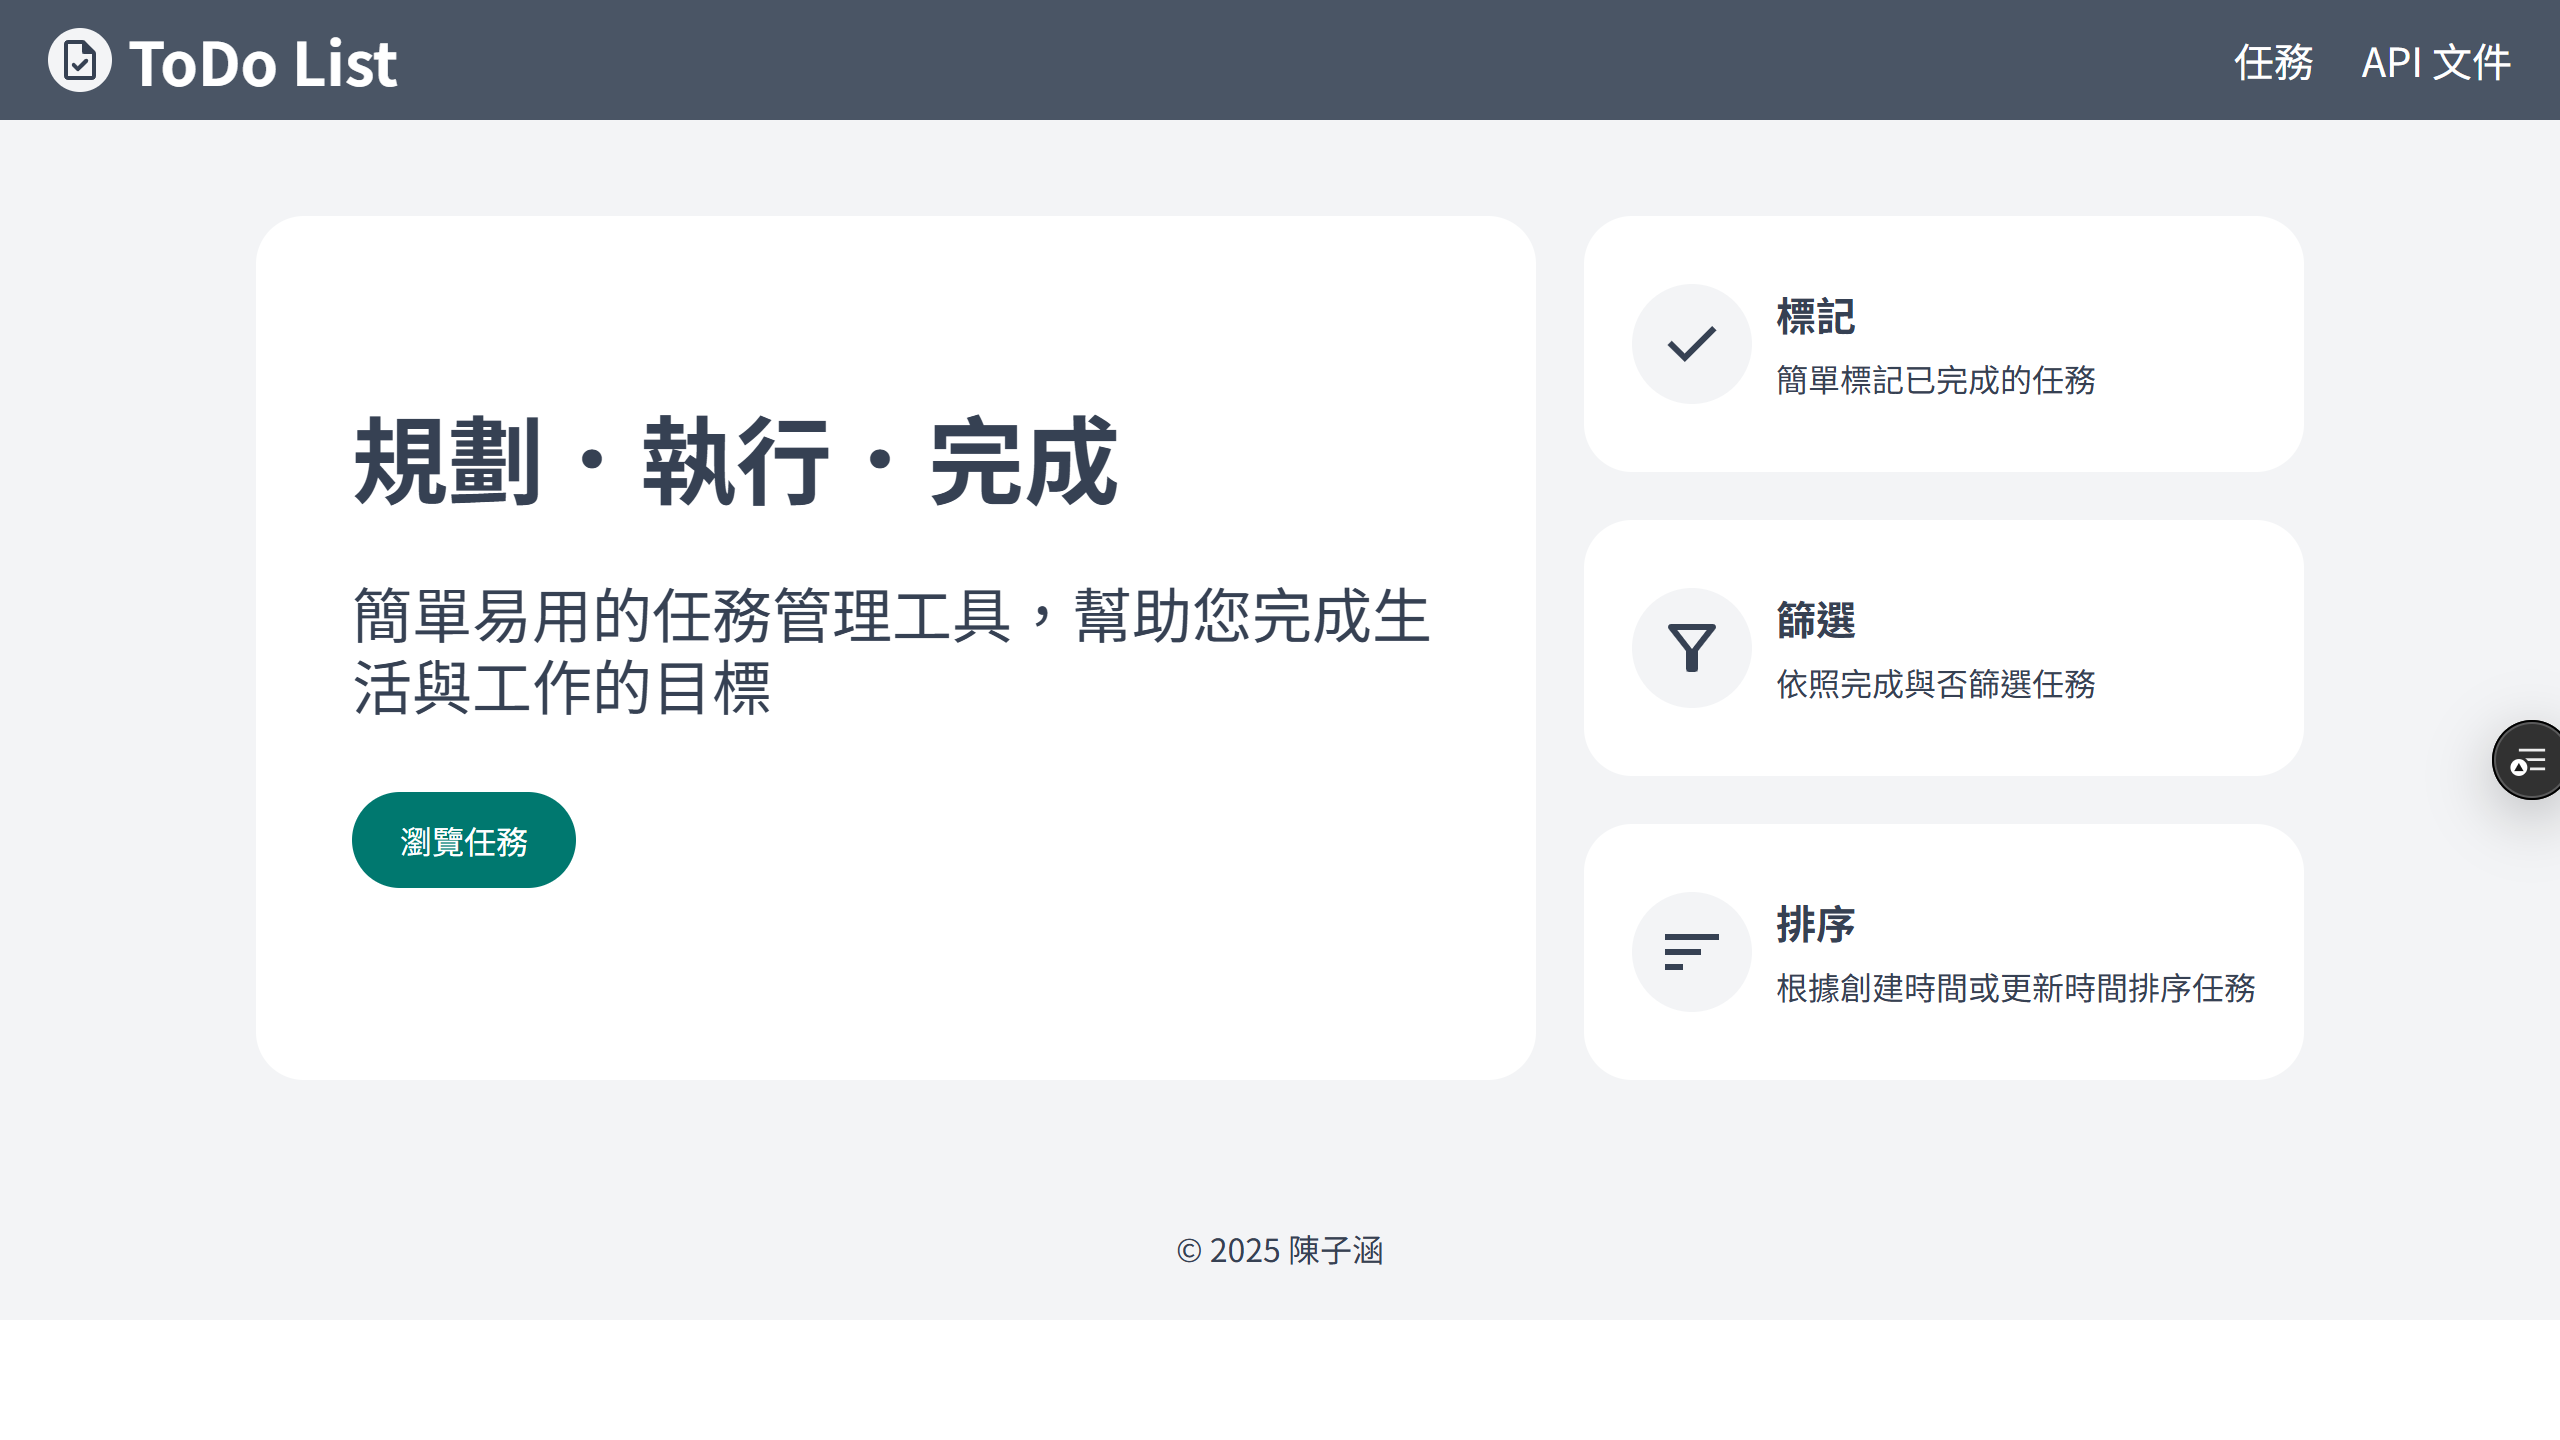 ToDo List
任務
API 文件
規劃．執行．完成
簡單易用的任務管理工具，幫助您完成生
活與工作的目標
瀏覽任務
標記
簡單標記已完成的任務
篩選
依照完成與否篩選任務
排序
根據創建時間或更新時間排序任務
© 2025 陳子涵